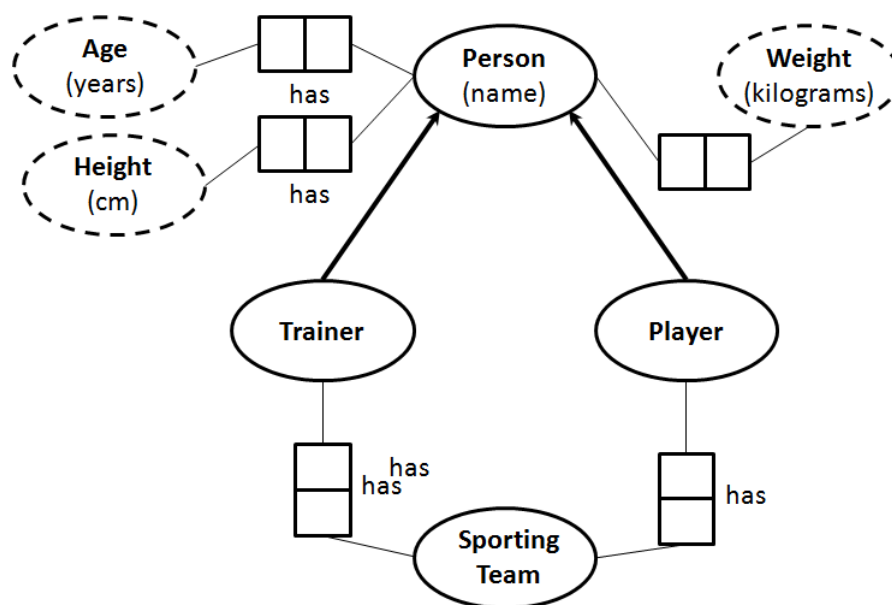 Age
(years)
has
Person
(name)
Weight
(kilograms)
Height
(cm)
has
Trainer
Player
has
has
has
Sporting
Team